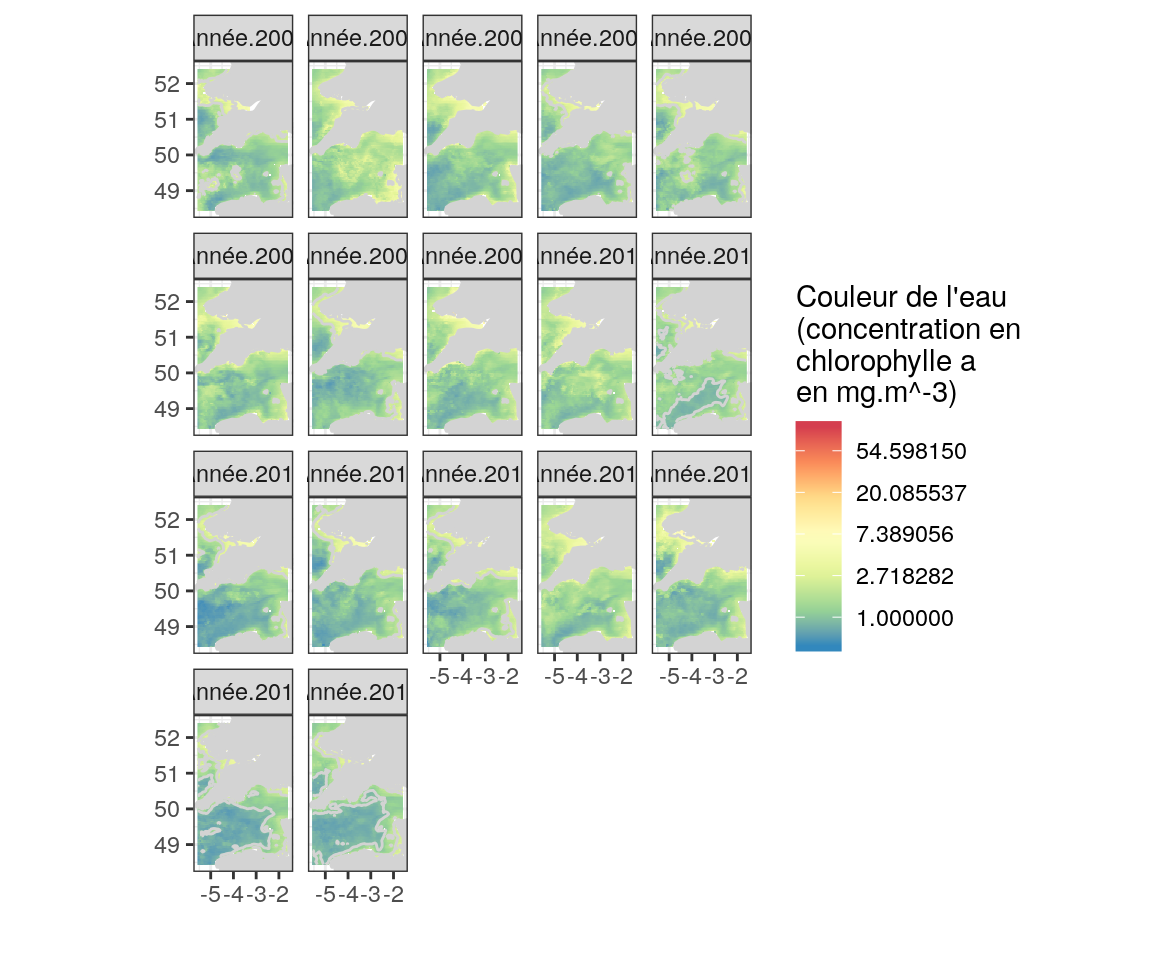 nnée.200 nnée.200 nnée.200 nnée.200 nnée.200
52
51
50
49
nnée.200 nnée.200 nnée.200 nnée.201 nnée.201
52
51
50
49
nnée.201 nnée.201 nnée.201 nnée.201 nnée.201
52
51
50
49
-5 -4 -3 -2 -5 -4 -3 -2 -5 -4 -3 -2
nnée.201 nnée.201
52
51
50
49
-5 -4 -3 -2 -5 -4 -3 -2
Couleur de l'eau
(concentration en
chlorophylle a
en mg.m^-3)
54.598150
20.085537
7.389056
2.718282
1.000000